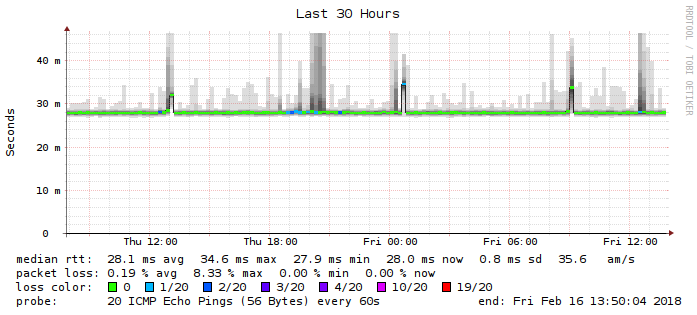 Last 30 Hours
RRDTOOL / TOBI OETIKER
Seconds
40 m
30 m
20 m
10 m
0
Thu 12:00 Thu 18:00 Fri 00:00 Fri 06:00 Fri 12:00
median rtt: 28.1 ms avg 34.6 ms max 27.9 ms min 28.0 ms now 0.8 ms sd 35.6 am/s
packet loss: 0.19 % avg 8.33 % max 0.00 % min 0.00 % now
loss color: 0 1/20 2/20 3/20 4/20 10/20 19/20
probe: 20 ICMP Echo Pings (56 Bytes) every 60s end: Fri Feb 16 13:50:04 2018